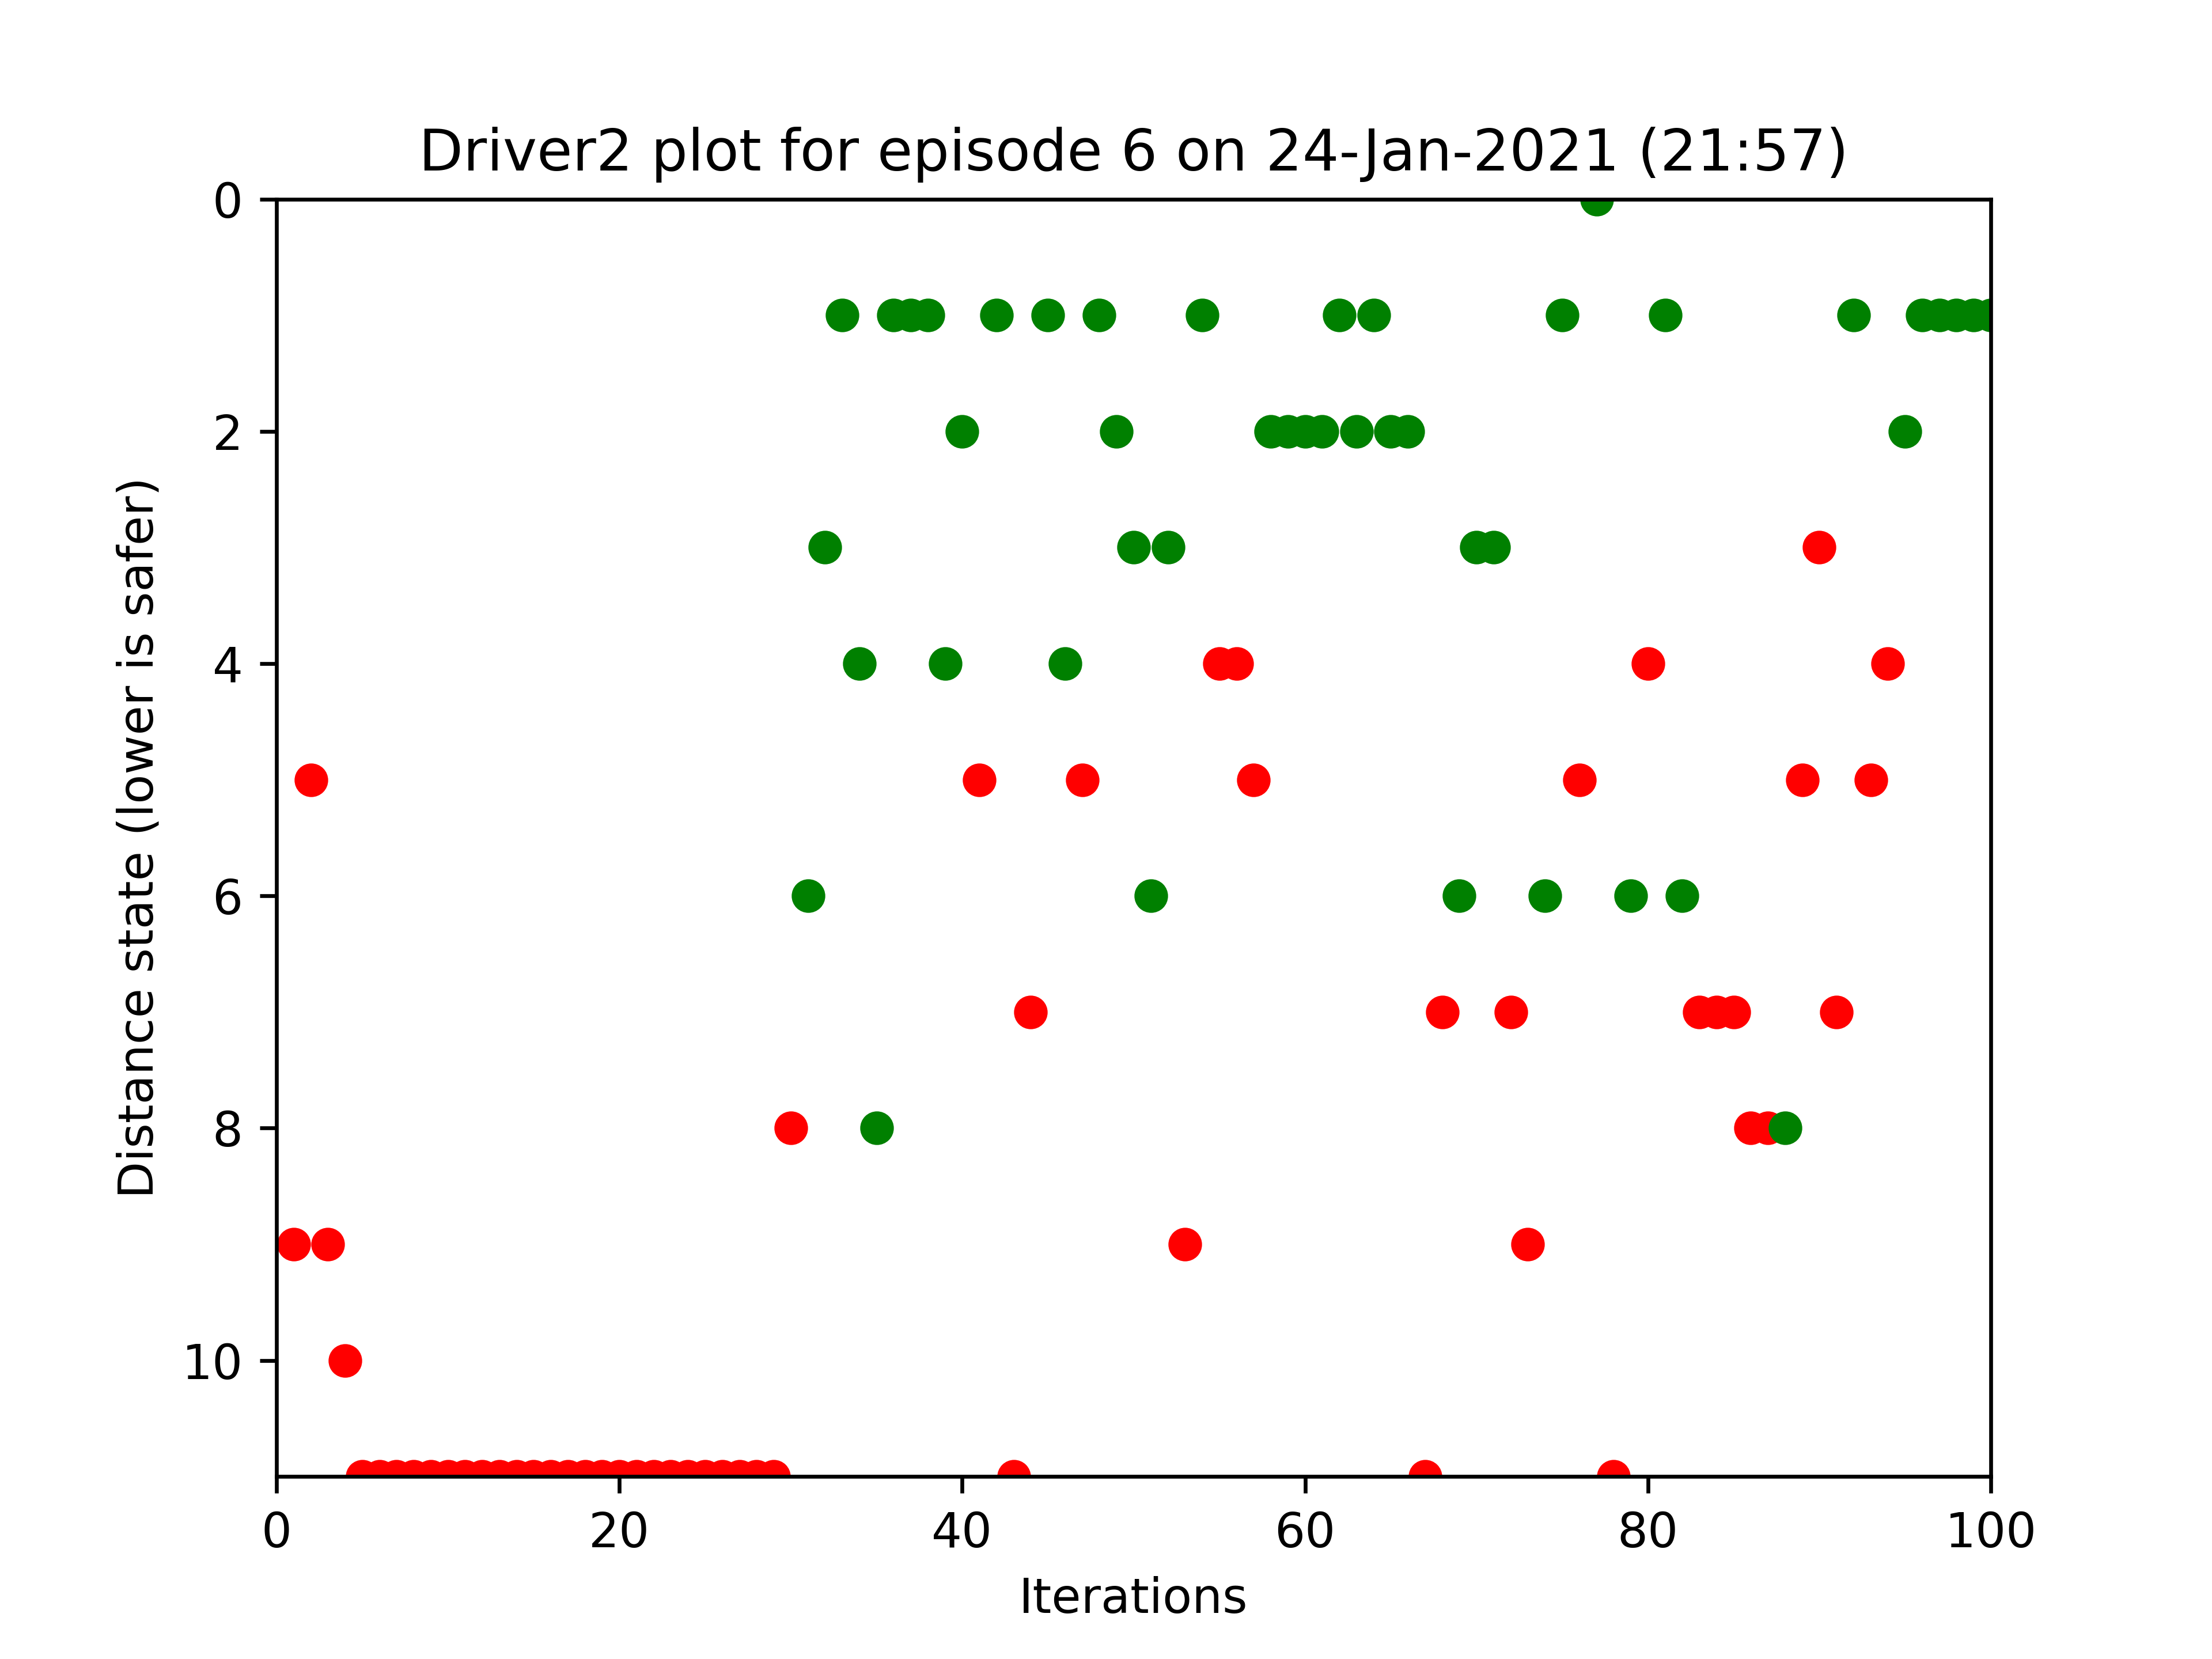 Driver2 plot for episode 6 on 24-Jan-2021 (21:57)
0
2
4
6
8
10
Distance state (lower is safer)
0 20 40 60 80 100
Iterations